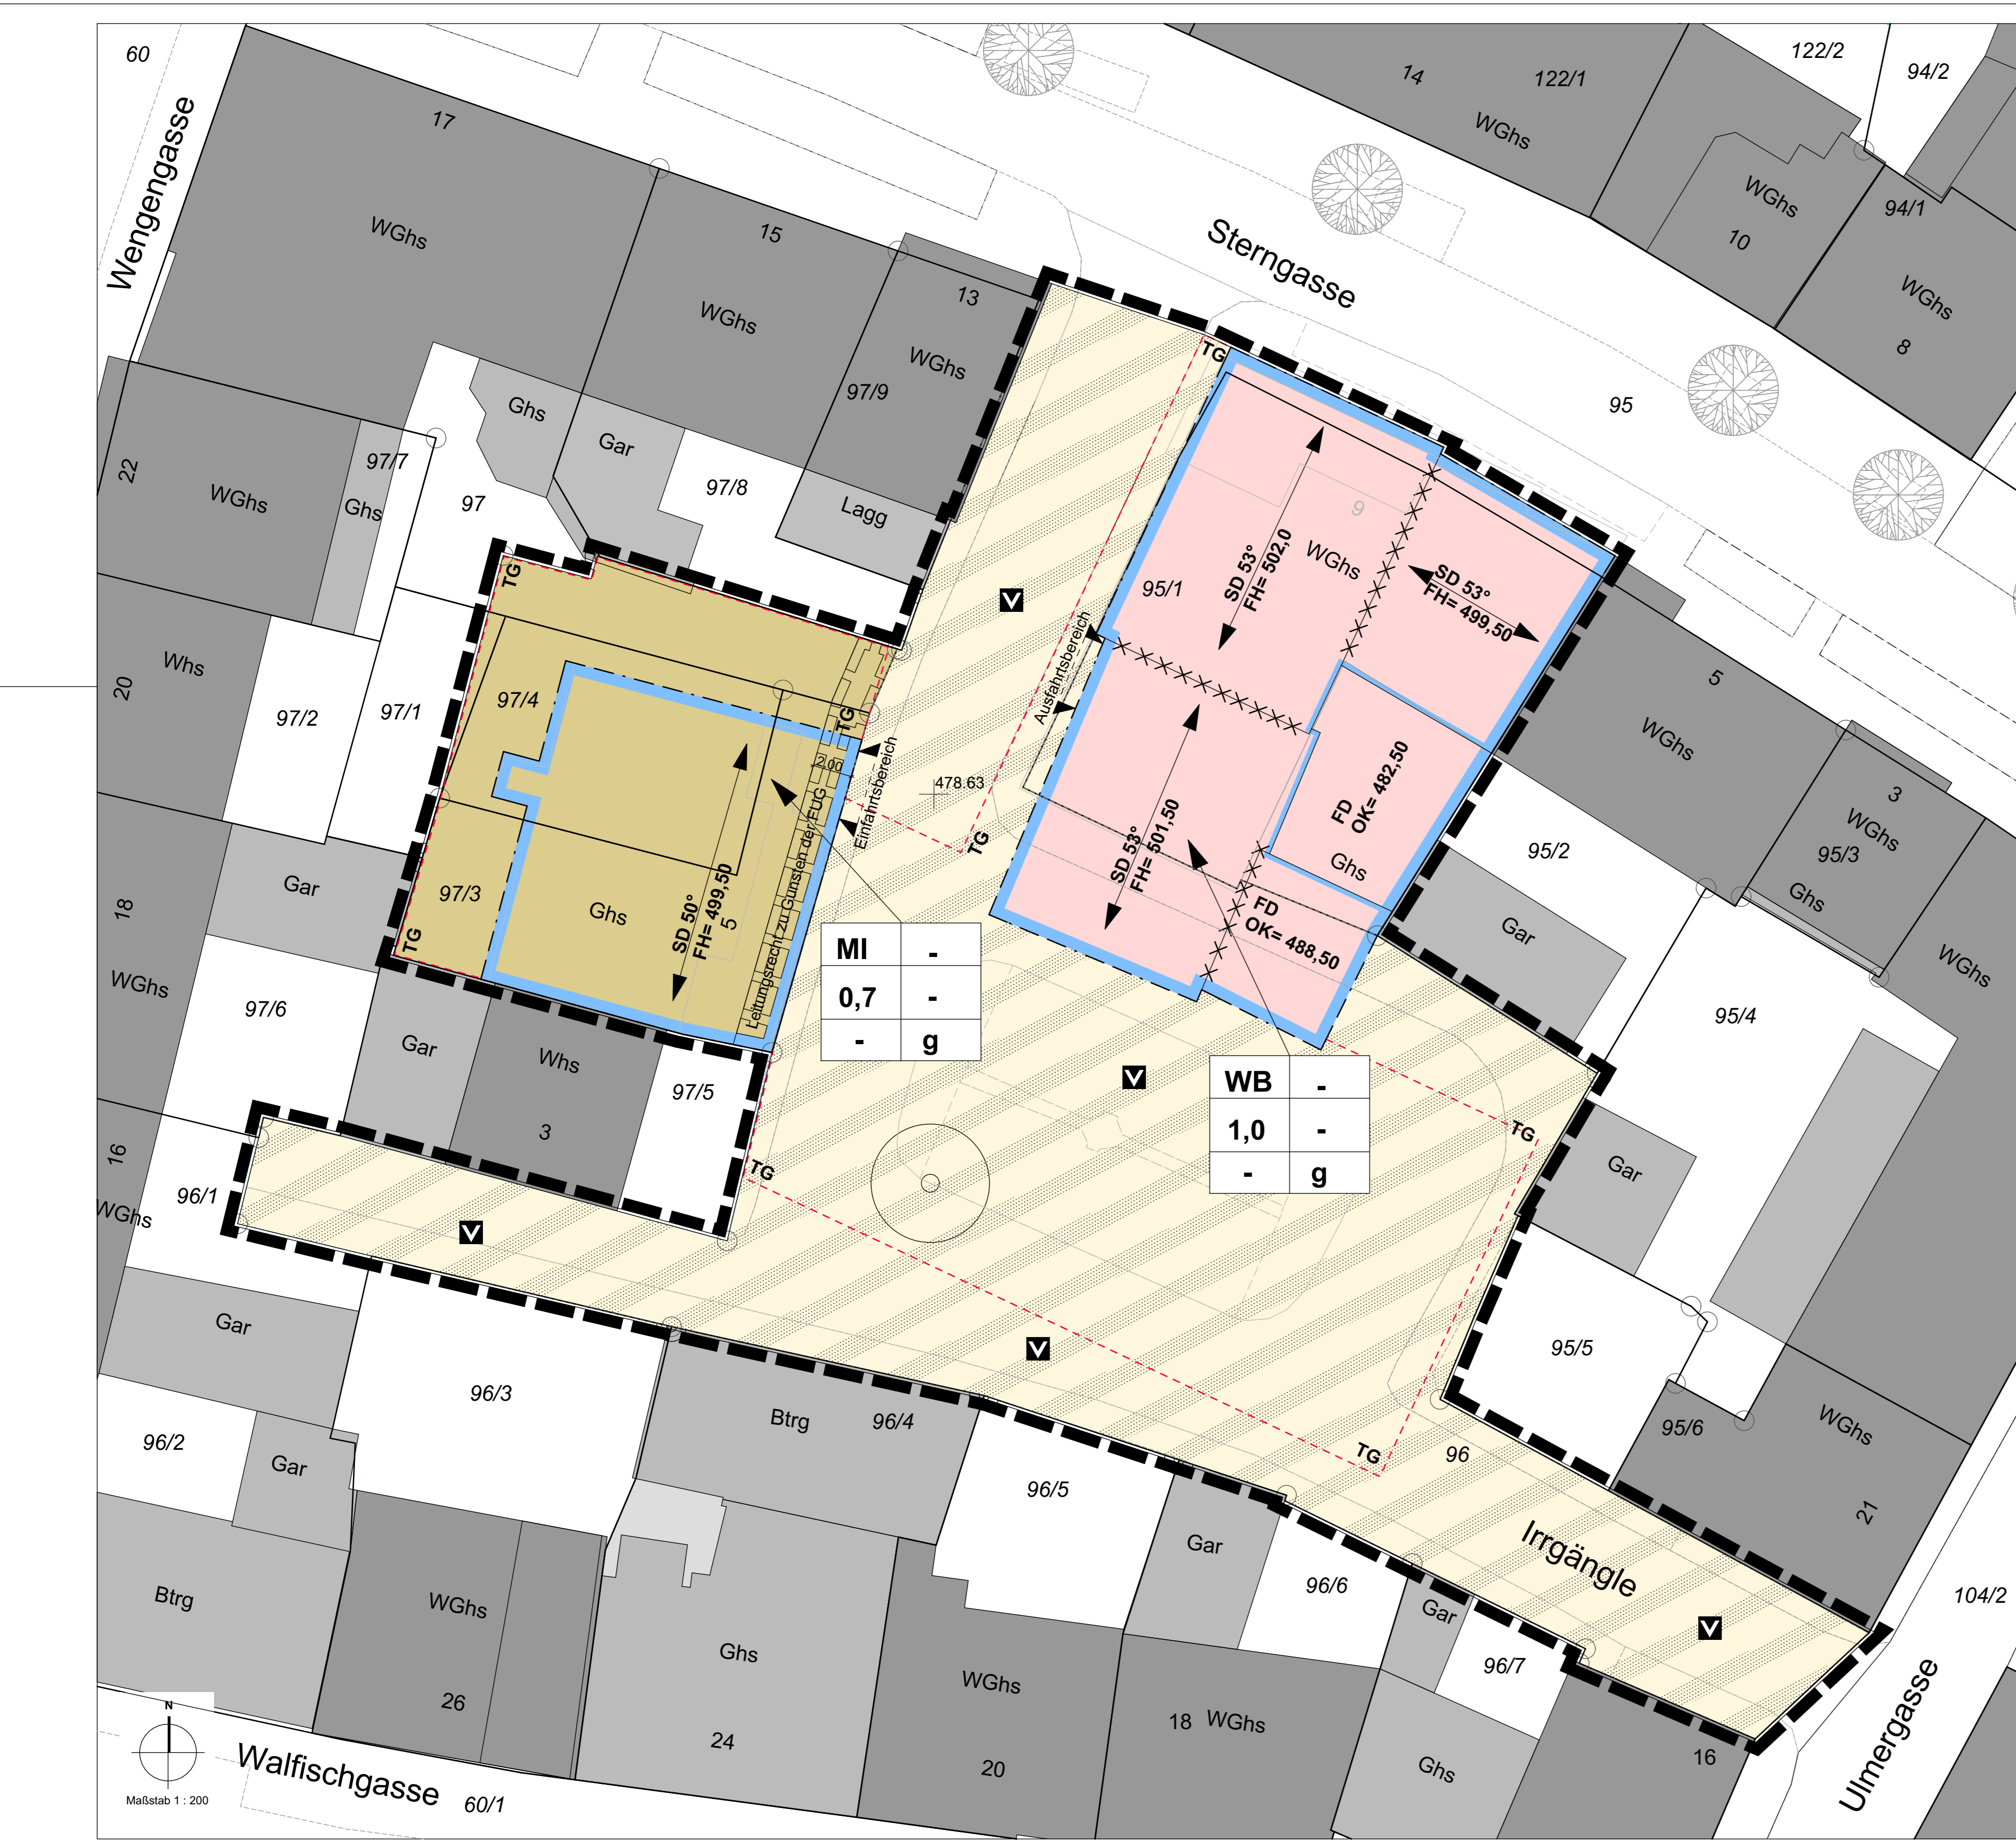 60
17
14
122/1
122/2
94/2
WGhs
Wengengasse
WGhs
15
WGhs
10
94/1
Sterngasse
WGhs
8
WGhs
13
WGhs
97/9
TG
95
22
WGhs
97/7
Ghs
97
Ghs
Gar
97/8
Lagg
9
WGhs
SD 53°
FH= 502,0
SD 53°
FH= 499,50
95/1
V
TG
Ausfahrtsbereich
5
WGhs
20
Whs
97/2
97/1
97/4
TG
2,00
478.63
Einfahrtsbereich
Leitungsrecht zu Gunsten der FUG
TG
SD 53°
FH= 501,50
FD
OK= 482,50
Ghs
95/2
3
WGhs
95/3
Ghs
WGhs
18
WGhs
Gar
97/3
TG
Ghs
SD 50°
FH= 499,50
5
FD
OK= 488,50
Gar
MI -
0,7 -
- g
97/6
Gar
Whs
3
97/5
TG
V
WB -
1,0 -
- g
95/4
TG
Gar
16
WGhs
96/1
V
Gar
V
95/5
96/3
96/2
Gar
Btrg
96/4
TG
96
95/6
WGhs
21
96/5
Gar
Irrgängle
96/6
Gar
V
104/2
Btrg
WGhs
26
Ghs
24
WGhs
20
18 WGhs
96/7
Ghs
16
Ulmergasse
N
Maßstab 1 : 200
Walfischgasse
60/1